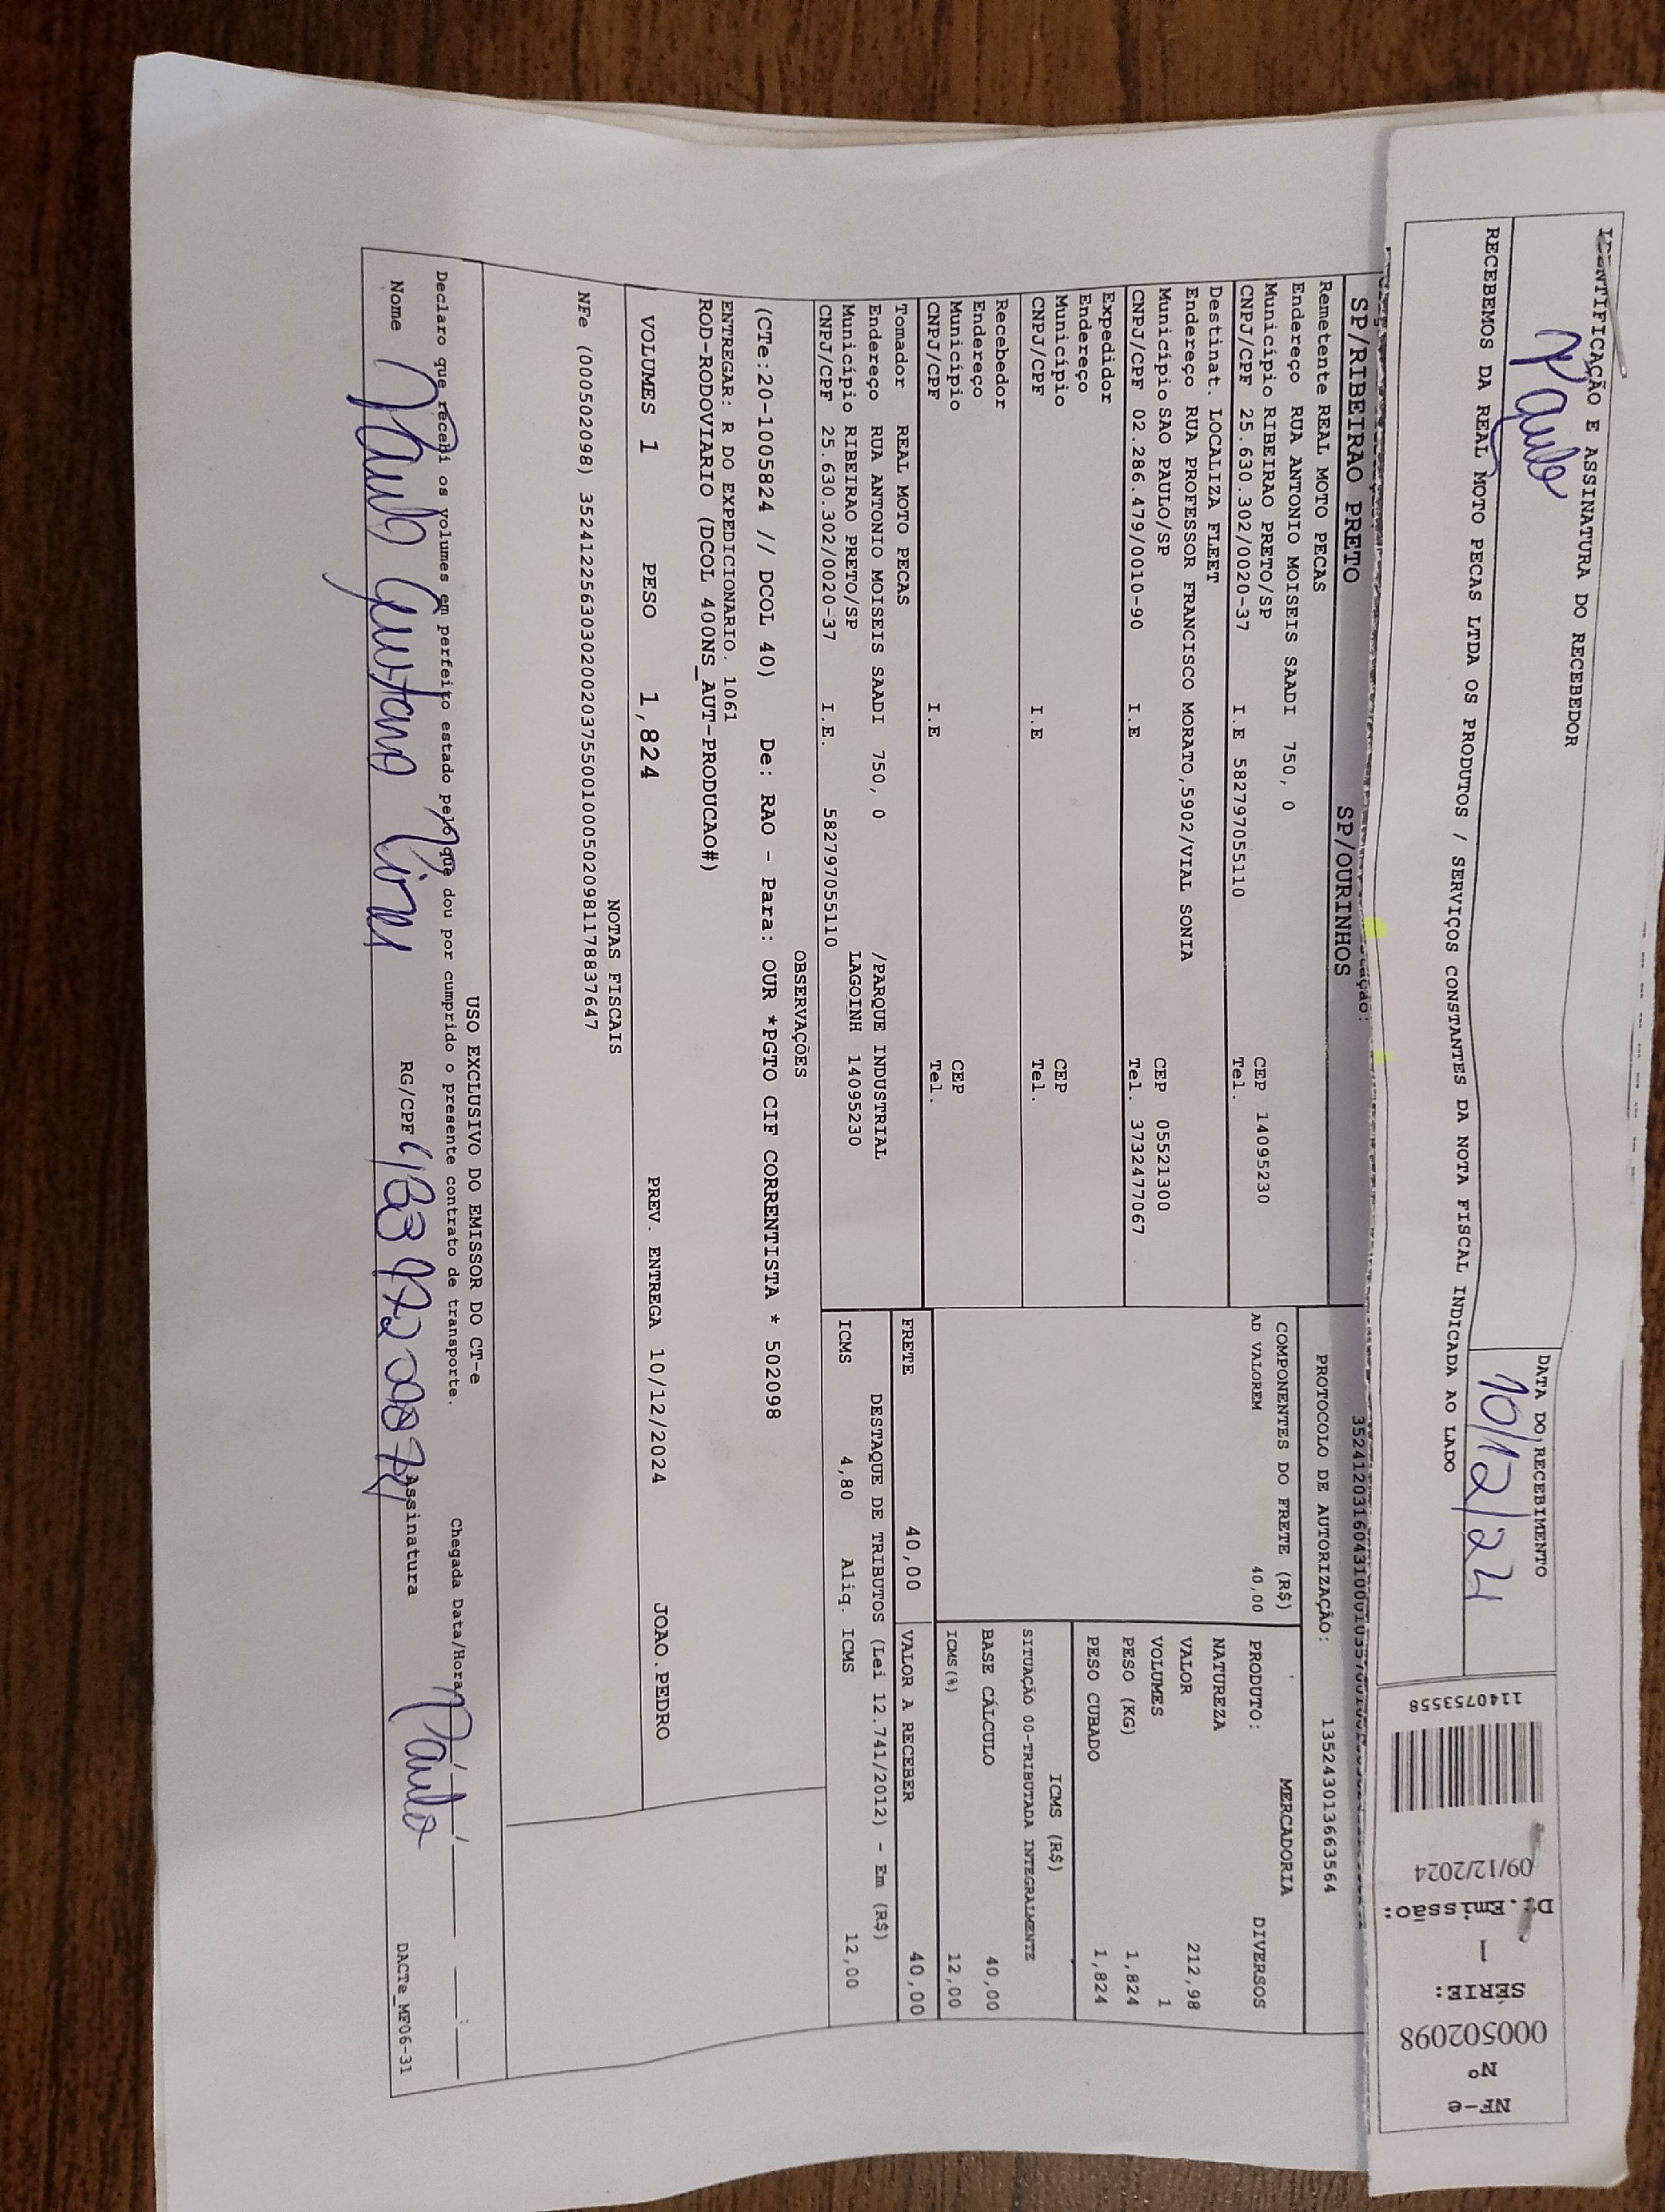 IDENTIFICAÇÃO E ASSINATURA DO RECEBEDOR
Paulo
DATA DO RECEBIMENTO
10/12/24
RECEBEMOS DA REAL MOTO PECAS LTDA OS PRODUTOS / SERVIÇOS CONSTANTES DA NOTA FISCAL INDICADA AO LADO
NF-e
Nº
000502098
SÉRIE:
1
Dt.Emissão:
09/12/2024
1140753558
SP/RIBEIRAO PRETO SP/OURINHOS
PROTOCOLO DE AUTORIZAÇÃO: 135243013663564
Remetente REAL MOTO PECAS
Endereço RUA ANTONIO MOISEIS SAADI 750, 0
Município RIBEIRAO PRETO/SP CEP 14095230
CNPJ/CPF 25.630.302/0020-37 I.E 582797055110 Tel.
Destinat. LOCALIZA FLEET
Endereço RUA PROFESSOR FRANCISCO MORATO,5902/VIAL SONIA
Município SAO PAULO/SP CEP 05521300
CNPJ/CPF 02.286.479/0010-90 I.E Tel. 3732477067
Expedidor
Endereço
Município CEP
CNPJ/CPF I.E Tel.
Recebedor
Endereço
Município CEP
CNPJ/CPF I.E Tel.
Tomador REAL MOTO PECAS
Endereço RUA ANTONIO MOISEIS SAADI 750, 0 /PARQUE INDUSTRIAL
Município RIBEIRAO PRETO/SP LAGOINH 14095230
CNPJ/CPF 25.630.302/0020-37 I.E. 582797055110
COMPONENTES DO FRETE (R$)
AD VALOREM 40,00
MERCADORIA
PRODUTO: DIVERSOS
NATUREZA
VALOR 212,98
VOLUMES 1
PESO (KG) 1,824
PESO CUBADO 1,824
ICMS (R$)
SITUAÇÃO 00-TRIBUTADA INTEGRALMENTE
BASE CÁLCULO 40,00
ICMS(%) 12,00
FRETE 40,00 VALOR A RECEBER 40,00
DESTAQUE DE TRIBUTOS (Lei 12.741/2012) - Em (R$)
ICMS 4,80 Aliq. ICMS 12,00
OBSERVAÇÕES
(CTe:20-1005824 // DCOL 40) De: RAO - Para: OUR *PGTO CIF CORRENTISTA * 502098
ENTREGAR: R DO EXPEDICIONARIO, 1061
ROD-RODOVIARIO (DCOL 400NS_AUT-PRODUCAO#)
VOLUMES 1 PESO 1,824 PREV. ENTREGA 10/12/2024 JOAO.PEDRO
NOTAS FISCAIS
NFe (000502098) 35241225630302002037550010005020981178837647
USO EXCLUSIVO DO EMISSOR DO CT-e
Declaro que recebi os volumes em perfeito estado pelo que dou por cumprido o presente contrato de transporte. Chegada Data/Hora
Nome Paulo Gustavo RG/CPF Assinatura Paulo
DACTe_MF06-31